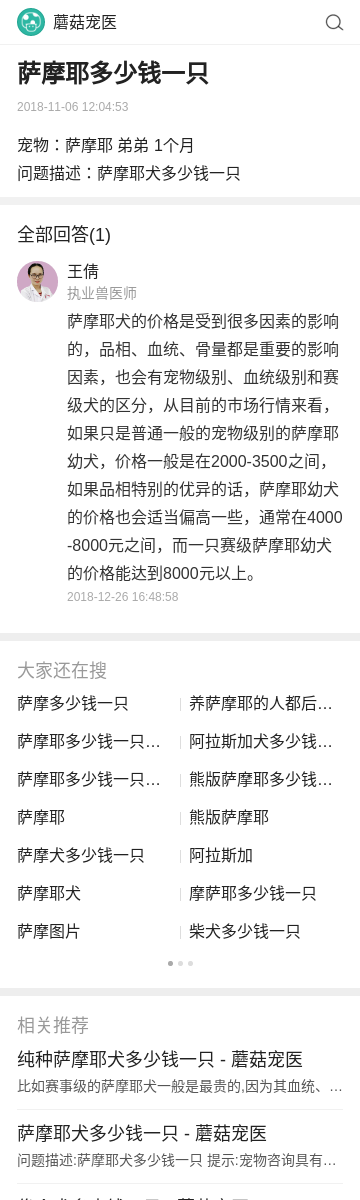 蘑菇宠医
萨摩耶多少钱一只
2018-11-06 12:04:53
宠物：萨摩耶 弟弟 1个月
问题描述：萨摩耶犬多少钱一只
全部回答(1)
王倩
执业兽医师
萨摩耶犬的价格是受到很多因素的影响
的，品相、血统、骨量都是重要的影响
因素，也会有宠物级别、血统级别和赛
级犬的区分，从目前的市场行情来看，
如果只是普通一般的宠物级别的萨摩耶
幼犬，价格一般是在2000-3500之间，
如果品相特别的优异的话，萨摩耶幼犬
的价格也会适当偏高一些，通常在4000
-8000元之间，而一只赛级萨摩耶幼犬
的价格能达到8000元以上。
2018-12-26 16:48:58
大家还在搜
萨摩多少钱一只
养萨摩耶的人都后…
萨摩耶多少钱一只…
阿拉斯加犬多少钱…
萨摩耶多少钱一只…
熊版萨摩耶多少钱…
萨摩耶
熊版萨摩耶
萨摩犬多少钱一只
阿拉斯加
萨摩耶犬
摩萨耶多少钱一只
萨摩图片
柴犬多少钱一只
相关推荐
纯种萨摩耶犬多少钱一只 - 蘑菇宠医
比如赛事级的萨摩耶犬一般是最贵的,因为其血统、…
萨摩耶犬多少钱一只 - 蘑菇宠医
问题描述:萨摩耶犬多少钱一只 提示:宠物咨询具有…